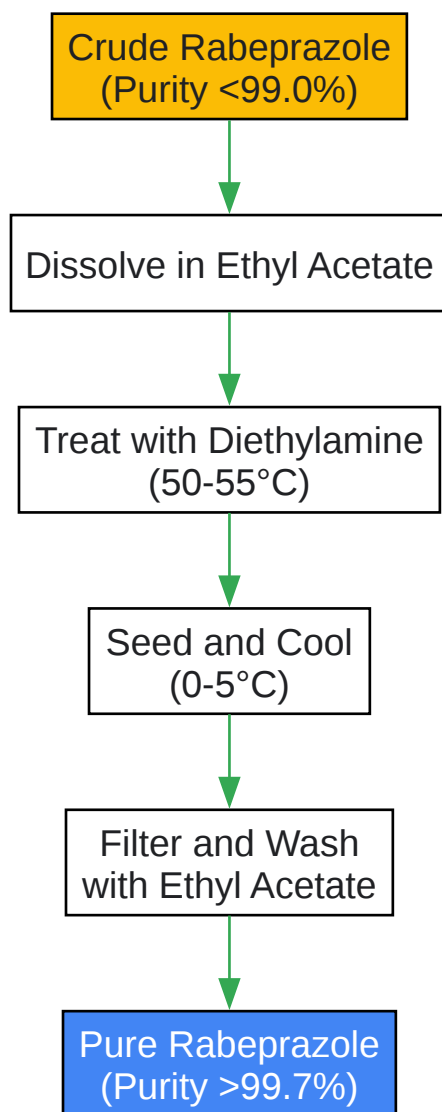 Crude Rabeprazole
(Purity <99.0%)
Dissolve in Ethyl Acetate
Treat with Diethylamine
(50-55°C)
Seed and Cool
(0-5°C)
Filter and Wash
with Ethyl Acetate
Pure Rabeprazole
(Purity >99.7%)